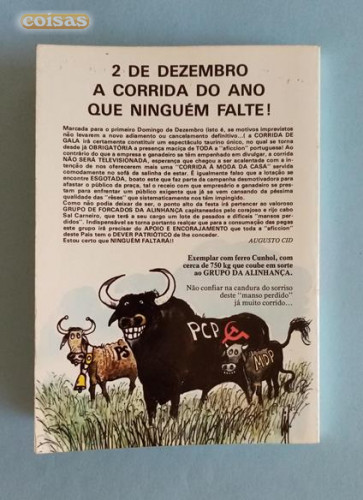 coisas
2 DE DEZEMBRO
A CORRIDA DO ANO
QUE NINGUÉM FALTE!
Marcada para o primeiro Domingo de Dezembro (isto é, se motivos imprevistos
não levarem a novo adiamento ou cancelamento definitivo...) a CORRIDA DE
GALA irá certamente constituir um espectáculo taurino único, no qual se torna
desde já OBRIGATÓRIA a presença maciça de TODA a "aficcion" portuguesa! Ao
contrário do que a empresa e ganadeiro se têm empenhado em divulgar, a corrida
NÃO SERÁ TELEVISIONADA, esperança que chegou a ser acalentada com a in-
tenção de nos oferecerem mais uma "CORRIDA À MODA DA CASA" servida
comodamente no sofá da salinha de estar. É igualmente falso que a lotação se
encontre ESGOTADA, boato este que faz parte da campanha desmotivadora para
afastar o público da praça, tal o receio com que empresário e ganadeiro se pre-
param para enfrentar um público exigente que já se vem cansando da péssima
qualidade das "reses" que sistematicamente nos têm impingido.
Como não podia deixar de ser, o ponto alto da festa irá pertencer ao valoroso
GRUPO DE FORCADOS DA ALINHANÇA capitaneados pelo corajoso e rijo cabo
Sal Carneiro, que terá a seu cargo um lote de pesados e difíceis "mansos per-
didos". Indispensável se torna portanto realçar que para a consumação das pegas
este grupo irá precisar do APOIO E ENCORAJAMENTO que toda a "aficcion"
deste País tem o DEVER PATRIÓTICO de lhe conceder.
Estou certo que NINGUÉM FALTARÁ!!
AUGUSTO CID
Exemplar com ferro Cunhol, com
cerca de 750 kg que coube em sorte
ao GRUPO DA ALINHANÇA.
Não confiar na candura do sorriso
deste "manso perdido"
já muito corrido...
PCP
PS
MDP